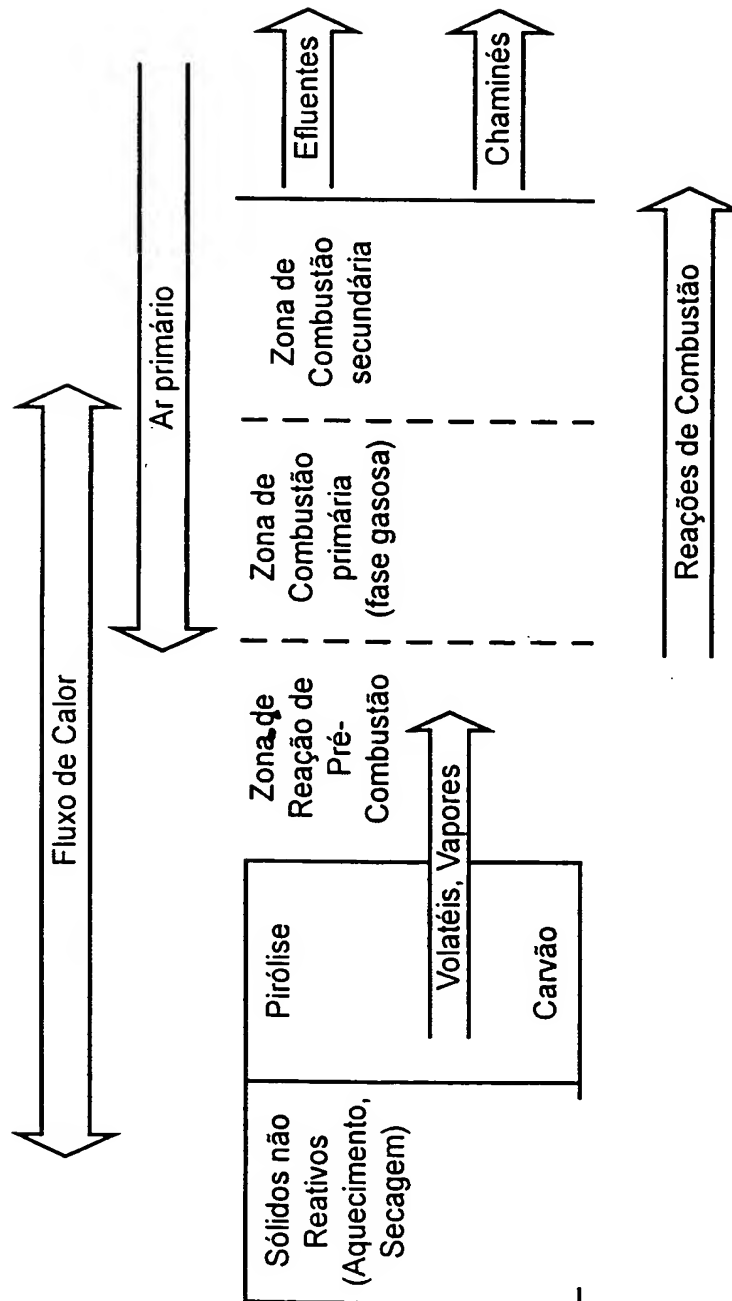 Fluxo de Calor
Ar primário
Sólidos não
Reativos
(Aquecimento,
Secagem)
Pirólise
Volatéis, Vapores
Carvão
Zona de
Reação de
Pré-
Combustão
Zona de
Combustão
primária
(fase gasosa)
Zona de
Combustão
secundária
Efluentes
Chaminés
Reações de Combustão